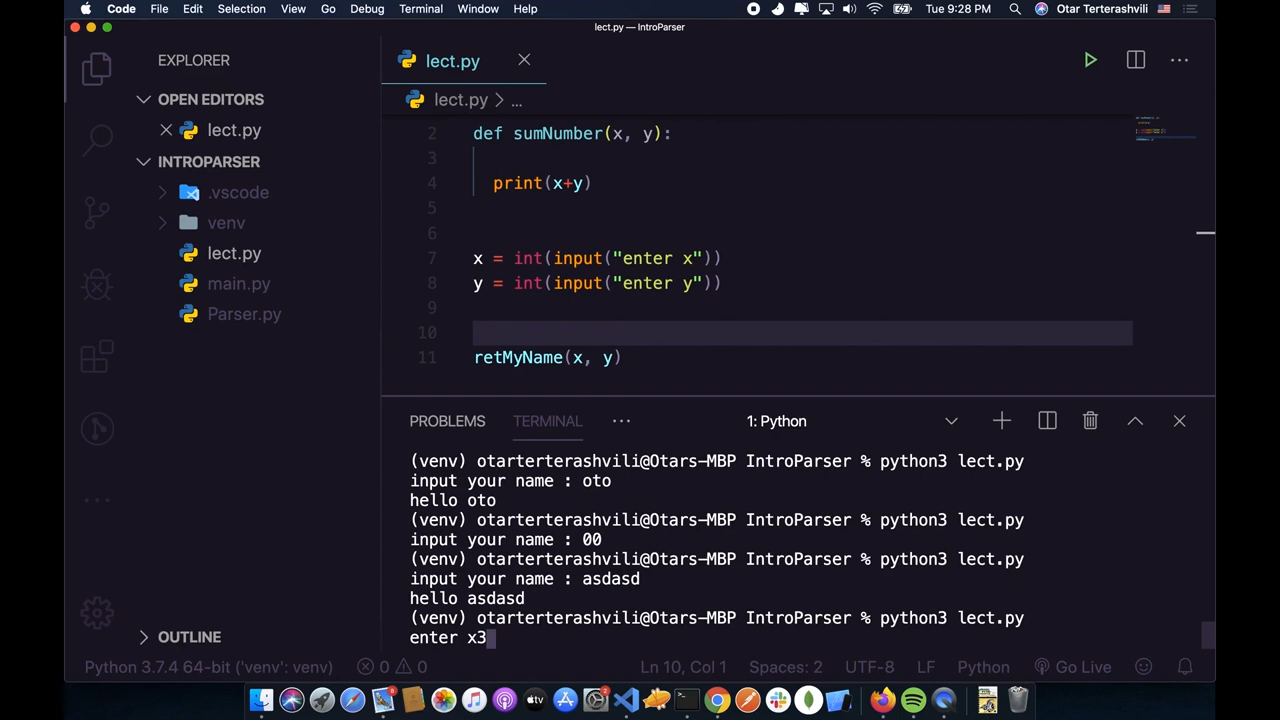 Code File Edit Selection View Go Debug Terminal Window Help Tue 9:28 PM Otar Terterashvili
lect.py — IntroParser
EXPLORER
lect.py
OPEN EDITORS
lect.py > ...
lect.py
INTROPARSER
.vscode
venv
lect.py
main.py
Parser.py
OUTLINE
2 def sumNumber(x, y):
3
4 print(x+y)
5
6
7 x = int(input("enter x"))
8 y = int(input("enter y"))
9
10
11 retMyName(x, y)
PROBLEMS TERMINAL ... 1: Python
(venv) otarterterashvili@Otars-MBP IntroParser % python3 lect.py
input your name : oto
hello oto
(venv) otarterterashvili@Otars-MBP IntroParser % python3 lect.py
input your name : 00
(venv) otarterterashvili@Otars-MBP IntroParser % python3 lect.py
input your name : asdasd
hello asdasd
(venv) otarterterashvili@Otars-MBP IntroParser % python3 lect.py
enter x3
Python 3.7.4 64-bit ('venv': venv) 0 0 Ln 10, Col 1 Spaces: 2 UTF-8 LF Python Go Live